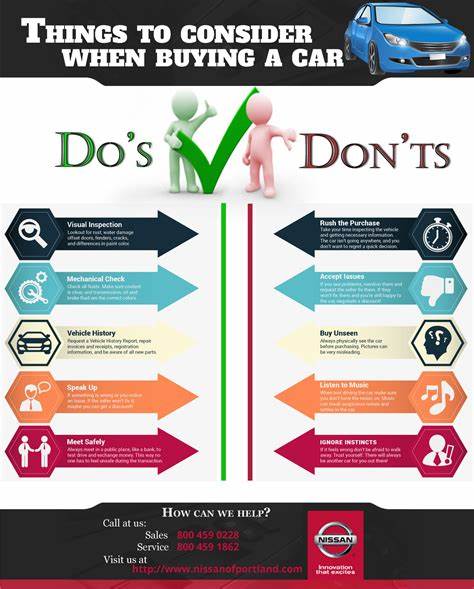 THINGS TO CONSIDER
WHEN BUYING A CAR
DO'S
DON'TS
Visual Inspection
Lookout for rust, water damage
offset doors, fenders, cracks,
and differences in paint color.
Mechanical Check
Check all fluids. Make sure coolant
is clear, and transmission, oil and
brake fluid are the correct colors.
Vehicle History
Request a Vehicle History Report, repair
invoices and receipts, registration
information, and be aware of all new parts.
Speak Up
If something is wrong or you notice
an issue, if the seller won't fix it,
maybe you can get a discount!
Meet Safely
Always meet in a public place, like a bank, to
test drive and exchange money. This way no
one has to feel unsafe during the transaction.
Rush the Purchase
Take your time inspecting the vehicle
and getting necessary information.
The car isn't going anywhere, and you
don't want to regret a quick decision.
Accept Issues
If you see problems, mention them and
request the seller fix them. If they
won't fix them and you're still happy to the
car, negotiate a discount!
Buy Unseen
Always physically see the car
before purchasing. Pictures can
be very misleading.
Listen to Music
When test driving the car, make sure
you have the music turned off.
music can mask suspicious noises and
rattles in the car
IGNORE INSTINCTS
If it feels wrong don't be afraid to walk
away. Trust yourself. There will always
be another car for you out there!
HOW CAN WE HELP?
Call at us:
Sales 800 459 0228
Service 800 459 1862
Visit us at
http://www.nissanofportland.com
NISSAN
Innovation
that excites